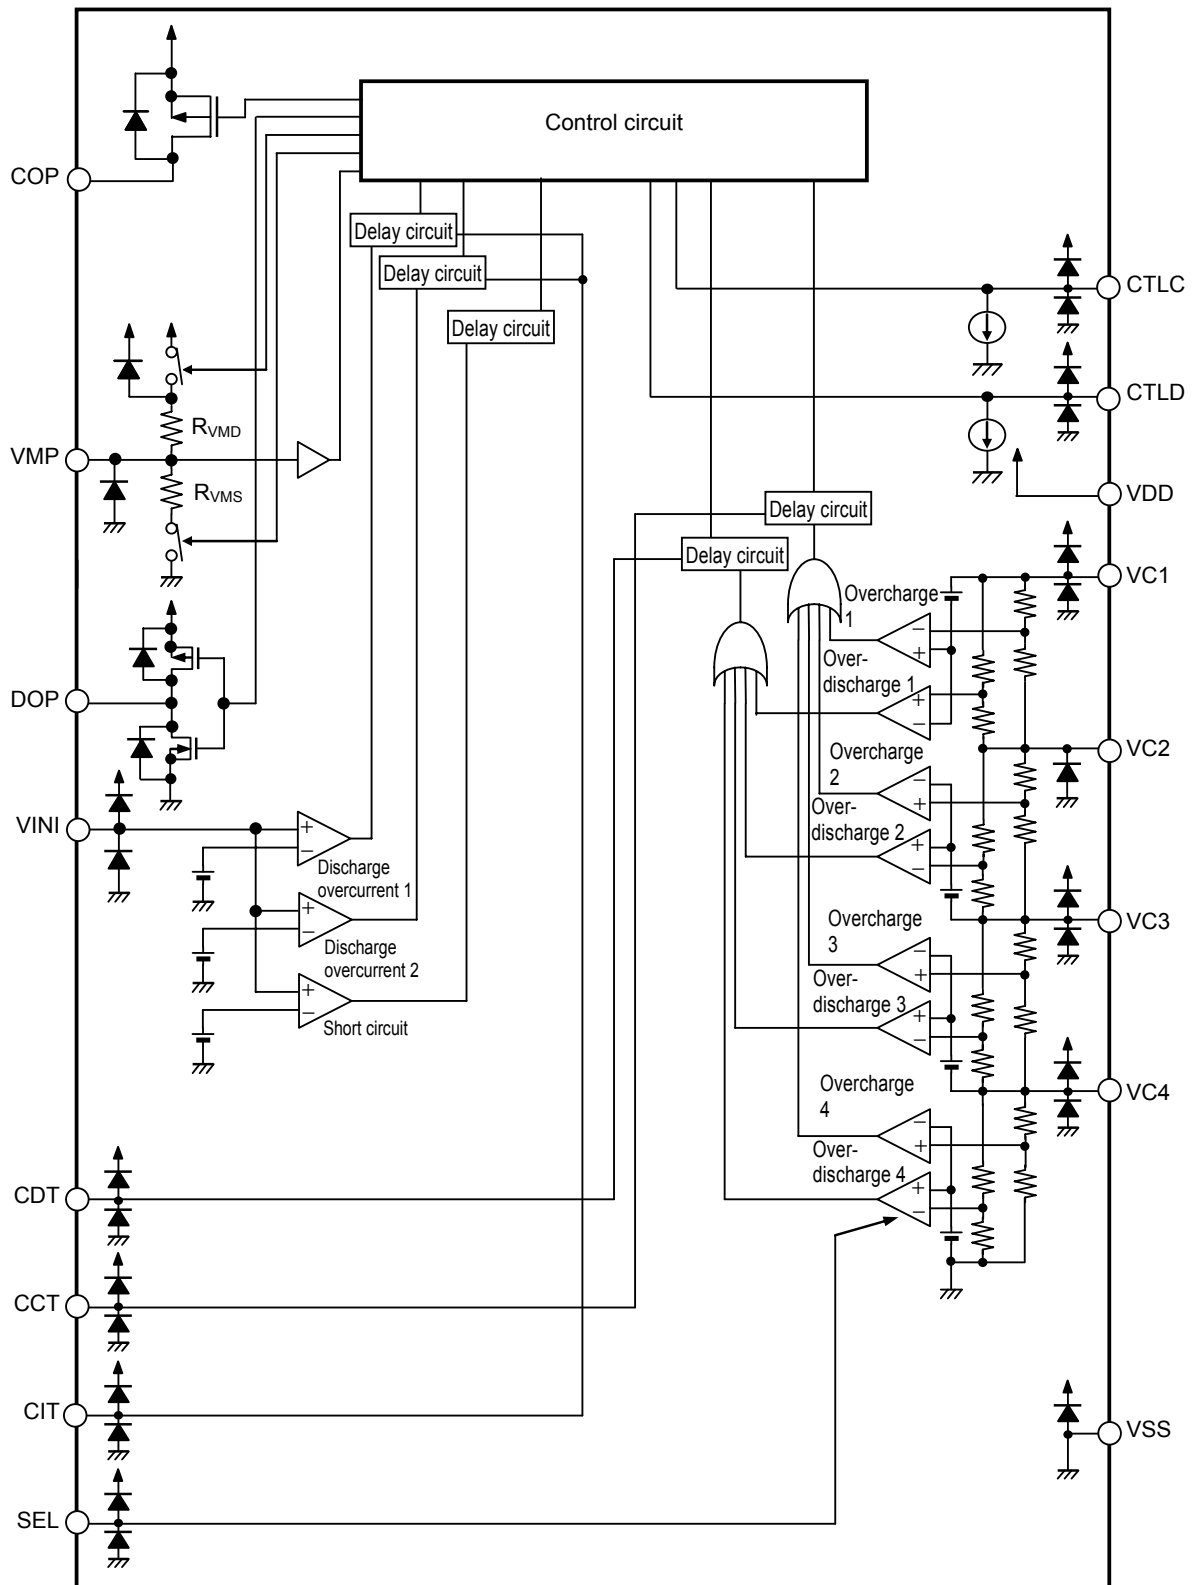 Control circuit
COP
Delay circuit
Delay circuit
CTLC
Delay circuit
CTLD
RVMD
VMP
RVMS
VDD
Delay circuit
Delay circuit
VC1
Overcharge
1
−
+
Over-
discharge 1
+
−
DOP
VC2
Overcharge
2
−
+
Over-
discharge 2
+
−
VINI
+
−
Discharge
overcurrent 1
+
−
Discharge
overcurrent 2
+
−
Short circuit
VC3
Overcharge
3
−
+
Over-
discharge 3
+
−
VC4
Overcharge
4
−
+
Over-
discharge 4
+
−
CDT
CCT
CIT
VSS
SEL